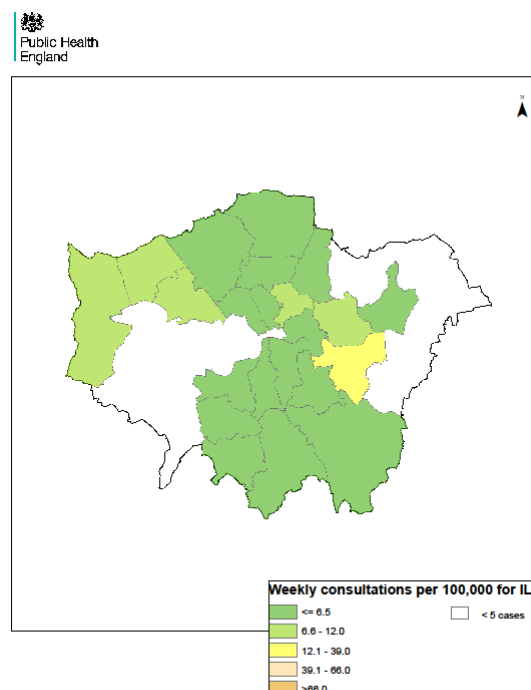 Public Health
England
N
Weekly consultations per 100,000 for IL
<= 6.5
< 5 cases
6.6 - 12.0
12.1 - 39.0
39.1 - 66.0
>66.0